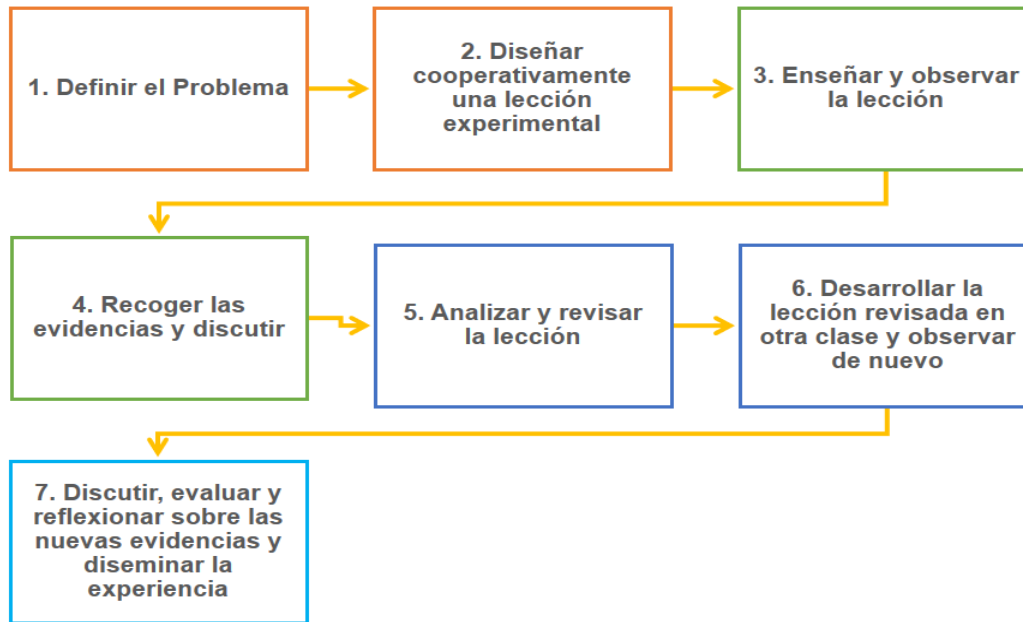 1. Definir el Problema
2. Diseñar
cooperativamente
una lección
experimental
3. Enseñar y observar
la lección
4. Recoger las
evidencias y discutir
5. Analizar y revisar
la lección
6. Desarrollar la
lección revisada en
otra clase y observar
de nuevo
7. Discutir, evaluar y
reflexionar sobre las
nuevas evidencias y
diseminar la
experiencia